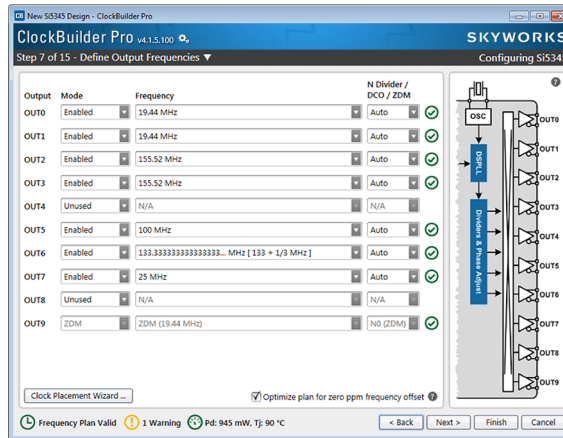 CB New Si5345 Design - ClockBuilder Pro
ClockBuilder Pro v4.1.5.100
SKYWORKS
Step 7 of 15 - Define Output Frequencies ▼
Configuring Si534
Output Mode Frequency N Divider / DCO / ZDM
OUT0 Enabled 19.44 MHz Auto
OUT1 Enabled 19.44 MHz Auto
OUT2 Enabled 155.52 MHz Auto
OUT3 Enabled 155.52 MHz Auto
OUT4 Unused N/A N/A
OUT5 Enabled 100 MHz Auto
OUT6 Enabled 133.333333333333333... MHz [ 133 + 1/3 MHz ] Auto
OUT7 Enabled 25 MHz Auto
OUT8 Unused N/A N/A
OUT9 ZDM ZDM (19.44 MHz) N0 (ZDM)
?
OSC
DSPLL
Dividers & Phase Adjust
OUT0
OUT1
OUT2
OUT3
OUT4
OUT5
OUT6
OUT7
OUT8
OUT9
Clock Placement Wizard ...
Optimize plan for zero ppm frequency offset ?
Frequency Plan Valid 1 Warning Pd: 945 mW, Tj: 90 °C
< Back Next > Finish Cancel